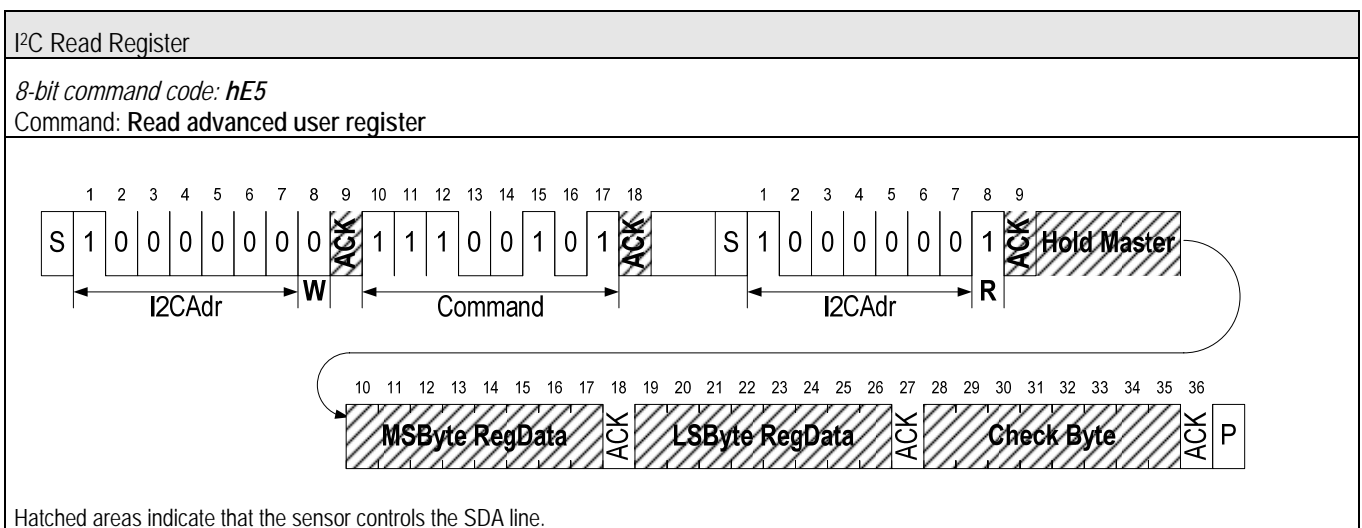 I²C Read Register
8-bit command code: hE5
Command: Read advanced user register
1 2 3 4 5 6 7 8 9 10 11 12 13 14 15 16 17 18 1 2 3 4 5 6 7 8 9
S 1 0 0 0 0 0 0 0 ACK 1 1 1 0 0 1 0 1 ACK S 1 0 0 0 0 0 0 1 ACK Hold Master
I2CAdr W Command I2CAdr R
10 11 12 13 14 15 16 17 18 19 20 21 22 23 24 25 26 27 28 29 30 31 32 33 34 35 36
MSByte RegData ACK LSByte RegData ACK Check Byte ACK P
Hatched areas indicate that the sensor controls the SDA line.